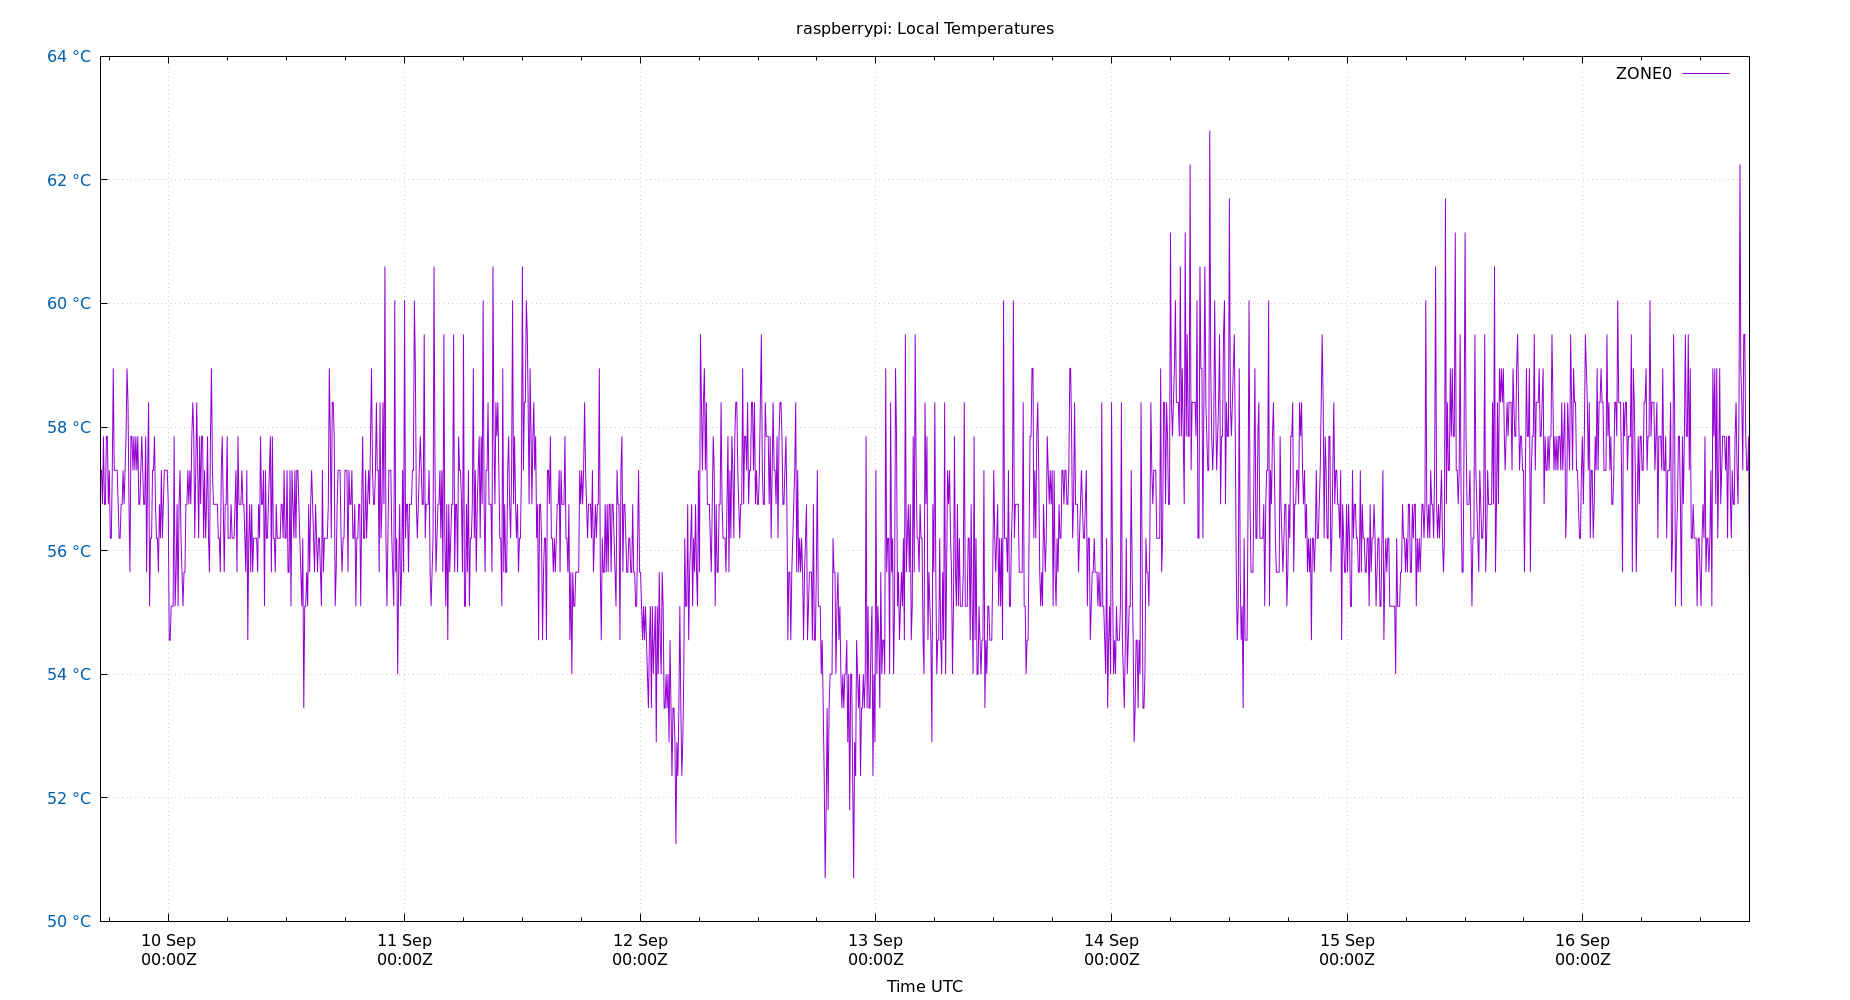 raspberrypi: Local Temperatures
64 °C
ZONE0
62 °C
60 °C
58 °C
56 °C
54 °C
52 °C
50 °C
10 Sep 11 Sep 12 Sep 13 Sep 14 Sep 15 Sep 16 Sep
00:00Z 00:00Z 00:00Z 00:00Z 00:00Z 00:00Z 00:00Z
Time UTC